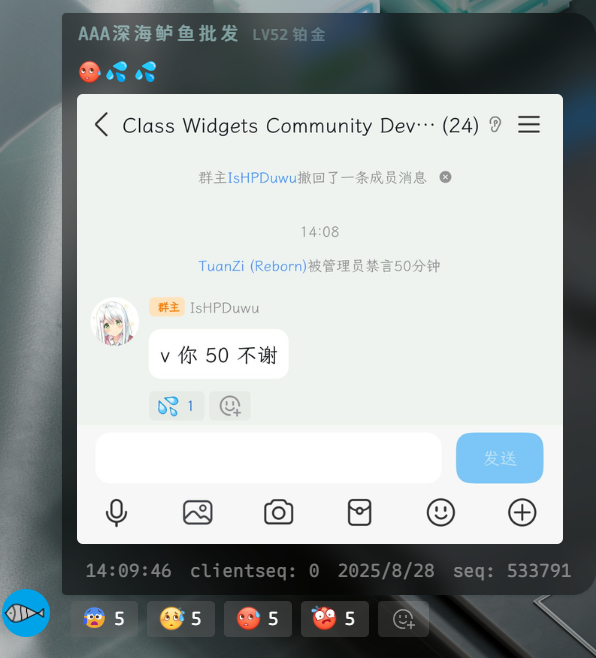 AAA深海鲈鱼批发 LV52 铂金
🥵💦💦
Class Widgets Community Dev… (24)
群主IsHPDuwu撤回了一条成员消息
14:08
TuanZi (Reborn)被管理员禁言50分钟
群主 IsHPDuwu
v 你 50 不谢
💦 1
发送
14:09:46 clientseq: 0 2025/8/28 seq: 533791
5 5 5 5